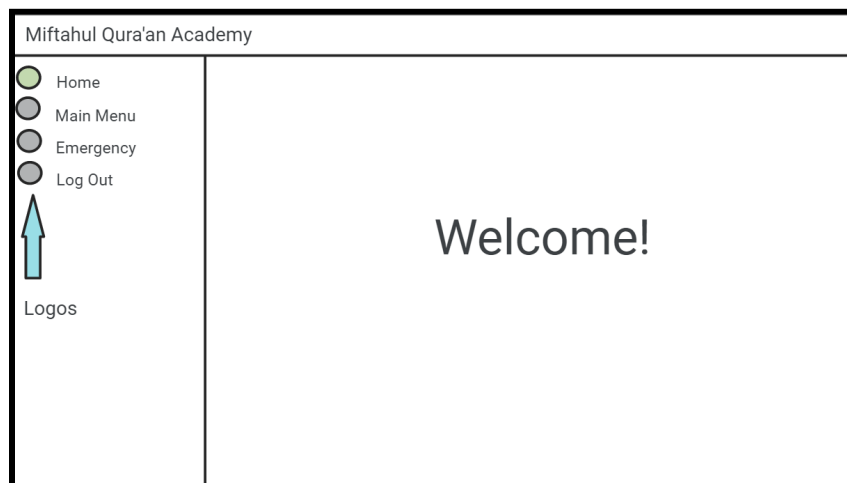 Miftahul Qura'an Academy
Home
Main Menu
Emergency
Log Out
Logos
Welcome!